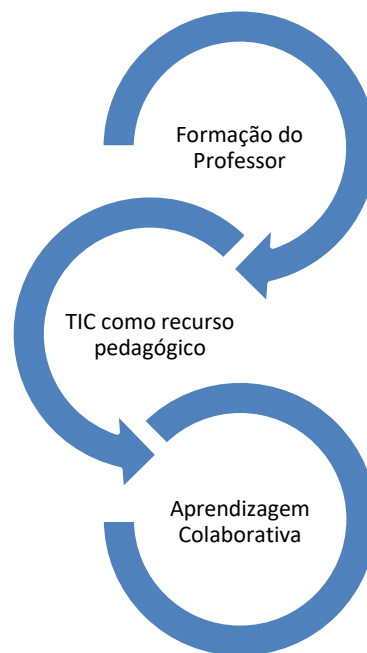 Formação do
Professor
TIC como recurso
pedagógico
Aprendizagem
Colaborativa